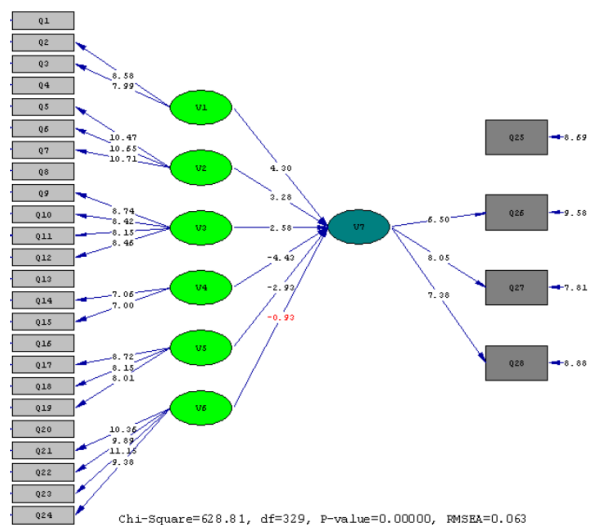 Q1
Q2
Q3
Q4
Q5
Q6
Q7
Q8
Q9
Q10
Q11
Q12
Q13
Q14
Q15
Q16
Q17
Q18
Q19
Q20
Q21
Q22
Q23
Q24
8.58
7.99
10.47
10.65
10.71
8.74
8.42
8.15
8.46
7.06
7.00
8.72
8.15
8.01
10.36
9.89
11.15
9.38
V1
V2
V3
V4
V5
V6
4.30
3.28
2.58
-4.43
-2.93
-0.93
V7
6.50
8.05
7.38
Q25
8.69
Q26
9.58
Q27
7.81
Q28
8.88
Chi-Square=628.81, df=329, P-value=0.00000, RMSEA=0.063